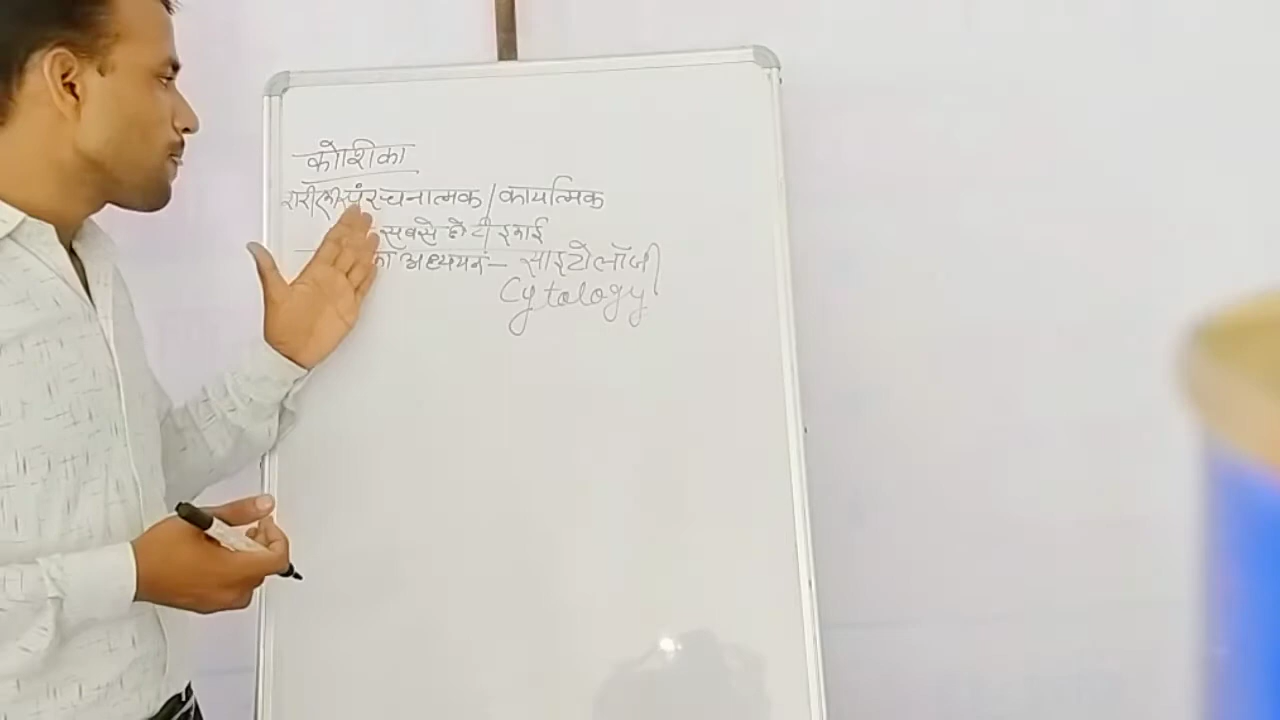 कोशिका
संरचनात्मक / कार्यात्मक
सबसे छोटी इकाई
का अध्ययन — साइटोलॉजी
Cytology